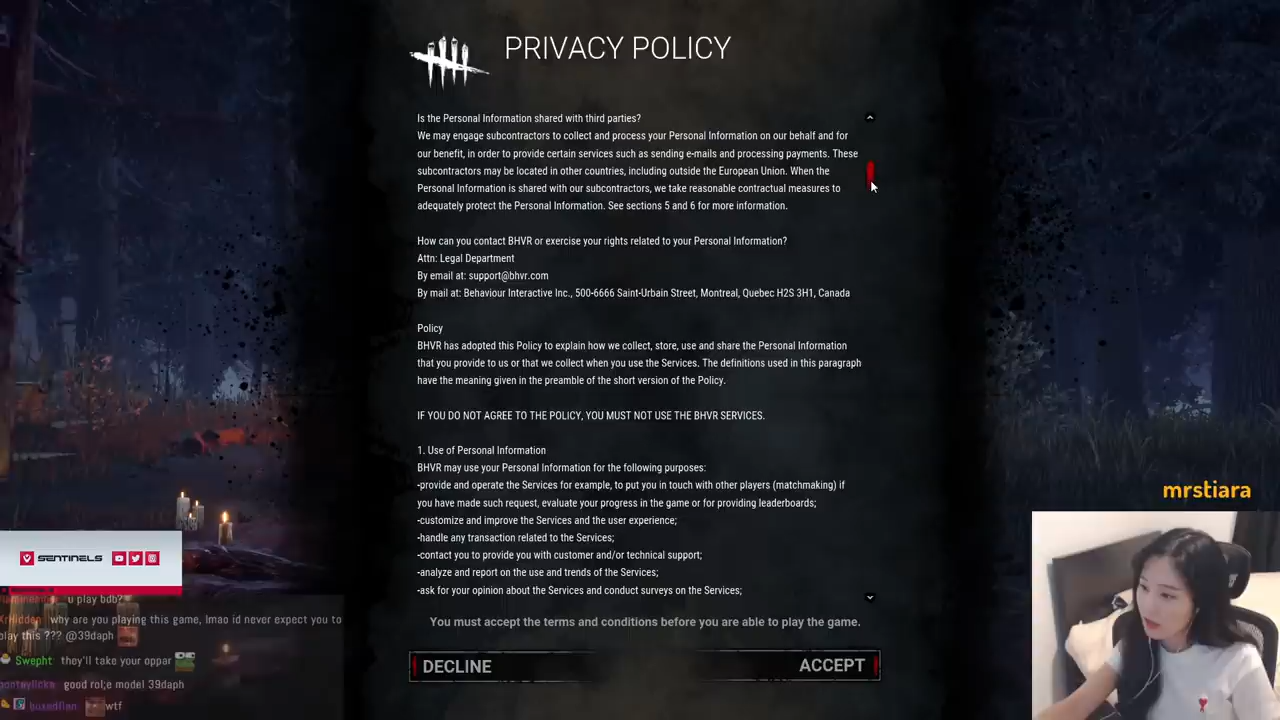 PRIVACY POLICY
Is the Personal Information shared with third parties?
We may engage subcontractors to collect and process your Personal Information on our behalf and for
our benefit, in order to provide certain services such as sending e-mails and processing payments. These
subcontractors may be located in other countries, including outside the European Union. When the
Personal Information is shared with our subcontractors, we take reasonable contractual measures to
adequately protect the Personal Information. See sections 5 and 6 for more information.
How can you contact BHVR or exercise your rights related to your Personal Information?
Attn: Legal Department
By email at: support@bhvr.com
By mail at: Behaviour Interactive Inc., 500-6666 Saint-Urbain Street, Montreal, Quebec H2S 3H1, Canada
Policy
BHVR has adopted this Policy to explain how we collect, store, use and share the Personal Information
that you provide to us or that we collect when you use the Services. The definitions used in this paragraph
have the meaning given in the preamble of the short version of the Policy.
IF YOU DO NOT AGREE TO THE POLICY, YOU MUST NOT USE THE BHVR SERVICES.
1. Use of Personal Information
BHVR may use your Personal Information for the following purposes:
-provide and operate the Services for example, to put you in touch with other players (matchmaking) if
you have made such request, evaluate your progress in the game or for providing leaderboards;
-customize and improve the Services and the user experience;
-handle any transaction related to the Services;
-contact you to provide you with customer and/or technical support;
-analyze and report on the use and trends of the Services;
-ask for your opinion about the Services and conduct surveys on the Services;
You must accept the terms and conditions before you are able to play the game.
DECLINE
ACCEPT
mrstiara
SENTINELS
u play bdb?
why are you playing this game, lmao id never expect you to
play this ??? @39daph
Swepht: they'll take your oppar
good rol;e model 39daph
wtf